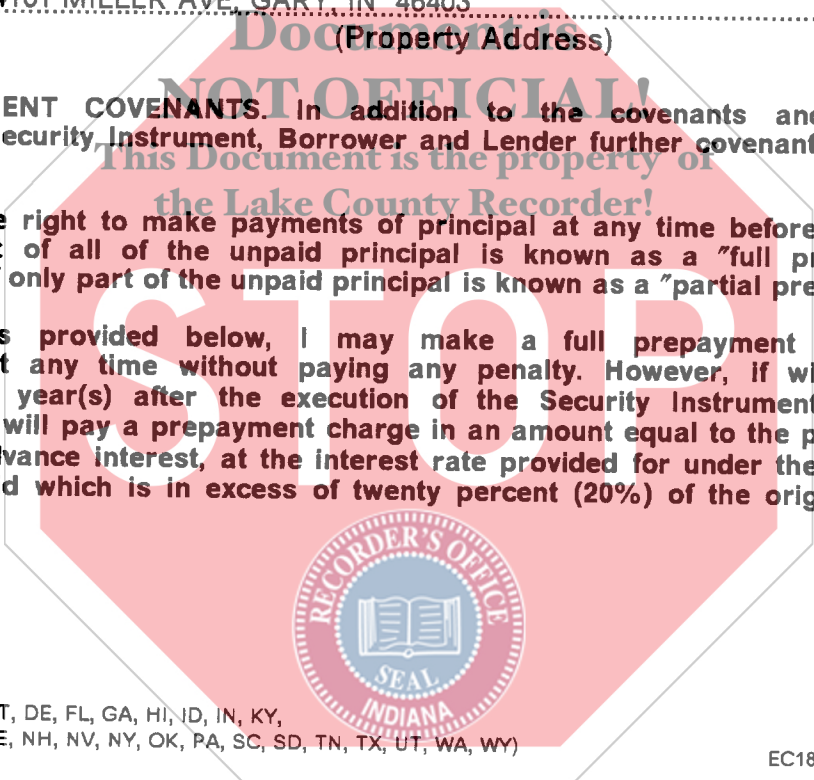 MILLER AVE, GARY, IN 46403
(Property Address)
Document is
NOT OFFICIAL!
This Document is the property of
the Lake County Recorder!
ENT COVENANTS. In addition to the covenants and
ecurity Instrument, Borrower and Lender further covenant
e right to make payments of principal at any time before
of all of the unpaid principal is known as a "full pr
only part of the unpaid principal is known as a "partial pre
s provided below, I may make a full prepayment
t any time without paying any penalty. However, if wi
year(s) after the execution of the Security Instrument
will pay a prepayment charge in an amount equal to the p
dvance interest, at the interest rate provided for under the
d which is in excess of twenty percent (20%) of the orig
STOP
RECORDER'S OFFICE
SEAL
INDIANA
T, DE, FL, GA, HI, ID, IN, KY,
E, NH, NV, NY, OK, PA, SC, SD, TN, TX, UT, WA, WY)
EC18